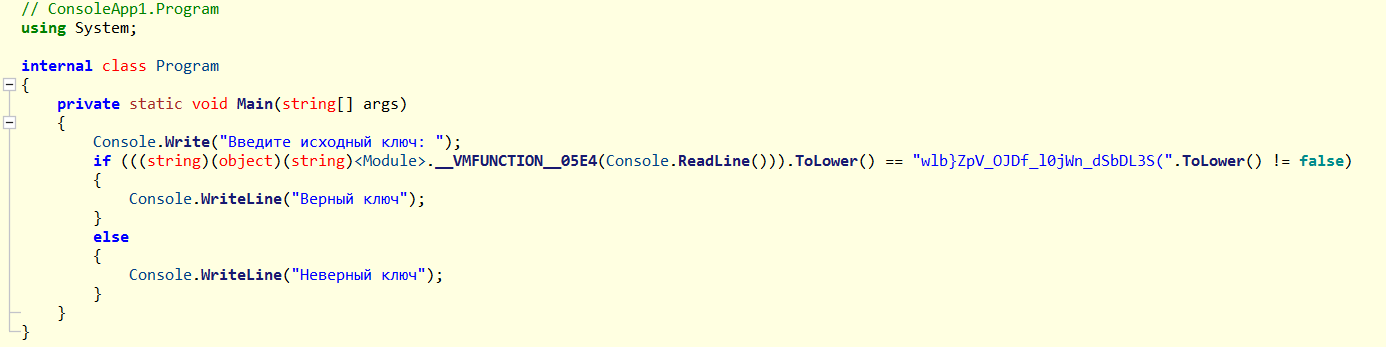 // ConsoleApp1.Program
using System;
internal class Program
{
private static void Main(string[] args)
{
Console.Write("Введите исходный ключ: ");
if (((string)(object)(string)<Module>.__VMFUNCTION__05E4(Console.ReadLine())).ToLower() == "wlb}ZpV_OJDf_l0jWn_dSbDL3S(".ToLower() != false)
{
Console.WriteLine("Верный ключ");
}
else
{
Console.WriteLine("Неверный ключ");
}
}
}